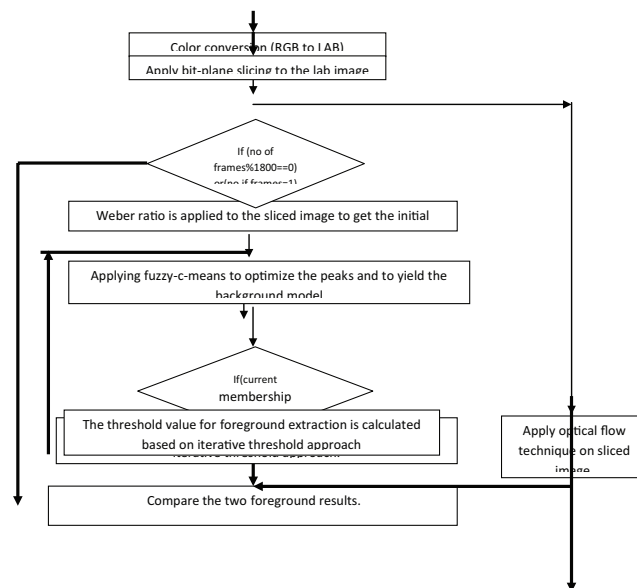 Color conversion (RGB to LAB)
Apply bit-plane slicing to the lab image
If (no of
frames%1800==0)
or(no if frames=1)
Weber ratio is applied to the sliced image to get the initial
Applying fuzzy-c-means to optimize the peaks and to yield the
background model
If(current
membership
The threshold value for foreground extraction is calculated
based on iterative threshold approach
iterative threshold approach.
Apply optical flow
technique on sliced
image
Compare the two foreground results.